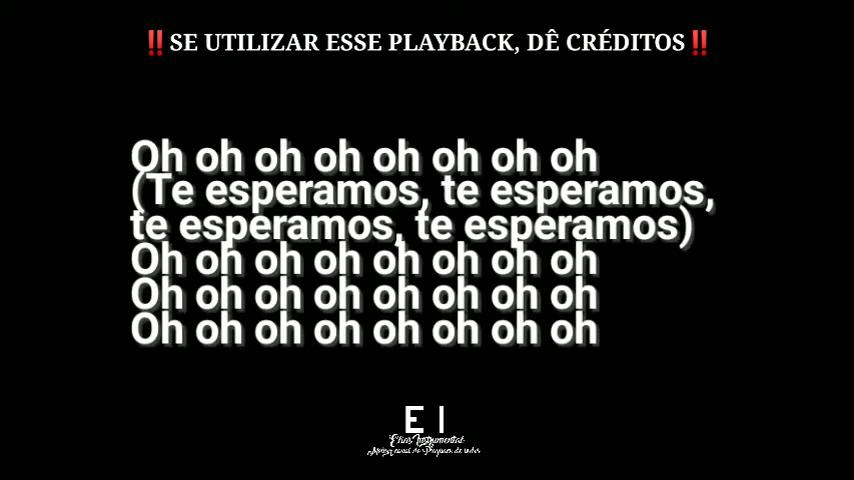 ‼️SE UTILIZAR ESSE PLAYBACK, DÊ CRÉDITOS‼️
Oh oh oh oh oh oh oh oh
(Te esperamos, te esperamos,
te esperamos, te esperamos)
Oh oh oh oh oh oh oh oh
Oh oh oh oh oh oh oh oh
Oh oh oh oh oh oh oh oh
E I
Elias Instrumental